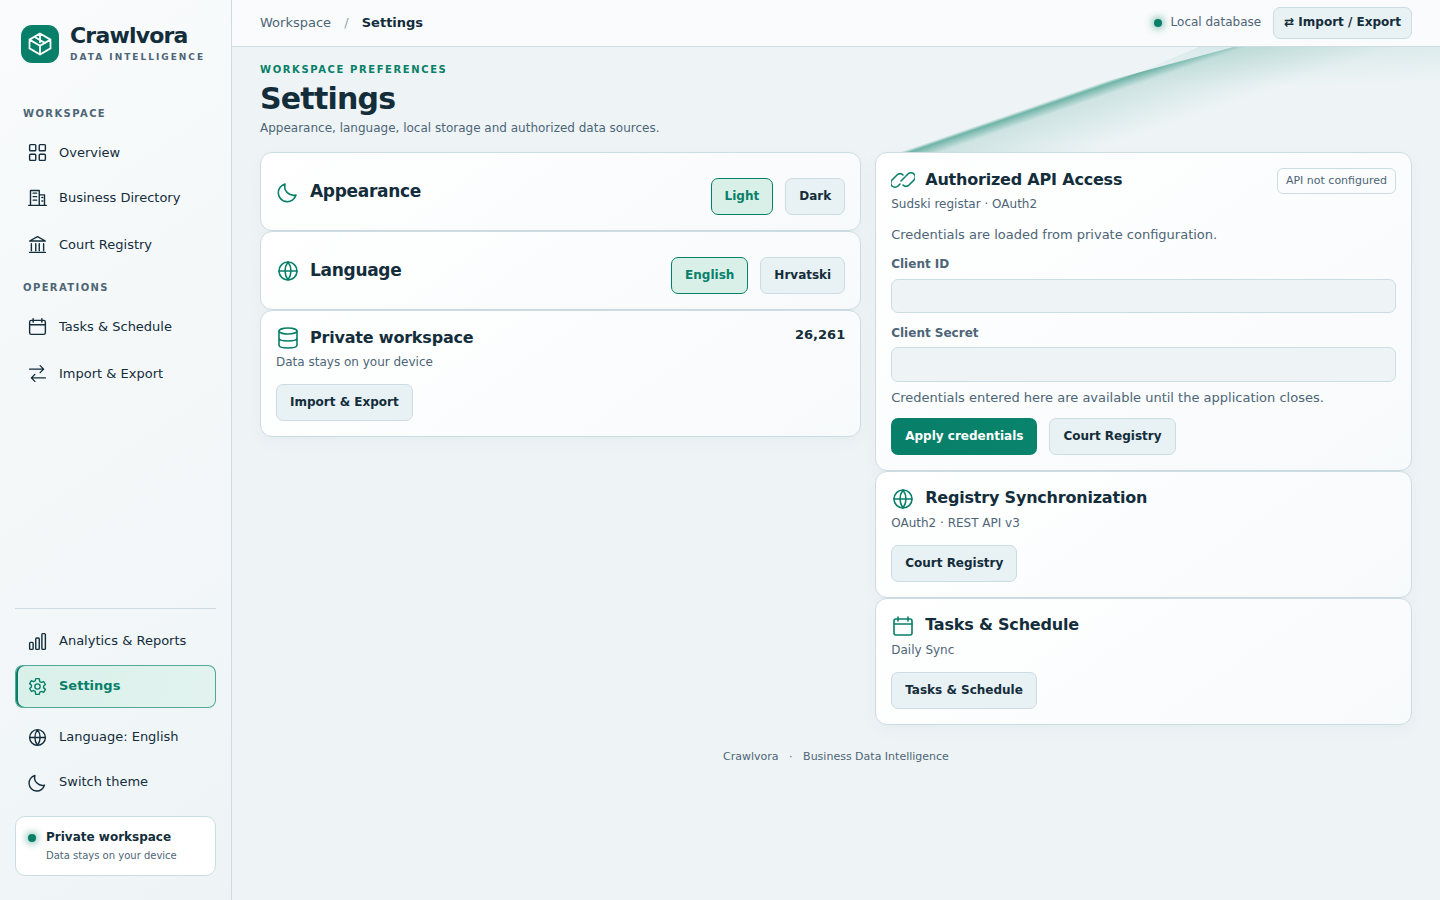 Crawlvora
DATA INTELLIGENCE
WORKSPACE
Overview
Business Directory
Court Registry
OPERATIONS
Tasks & Schedule
Import & Export
Analytics & Reports
Settings
Language: English
Switch theme
Private workspace
Data stays on your device
Workspace / Settings
Local database
⇄ Import / Export
WORKSPACE PREFERENCES
Settings
Appearance, language, local storage and authorized data sources.
Appearance
Light
Dark
Language
English
Hrvatski
Private workspace
26,261
Data stays on your device
Import & Export
Authorized API Access
API not configured
Sudski registar · OAuth2
Credentials are loaded from private configuration.
Client ID
Client Secret
Credentials entered here are available until the application closes.
Apply credentials
Court Registry
Registry Synchronization
OAuth2 · REST API v3
Court Registry
Tasks & Schedule
Daily Sync
Tasks & Schedule
Crawlvora · Business Data Intelligence